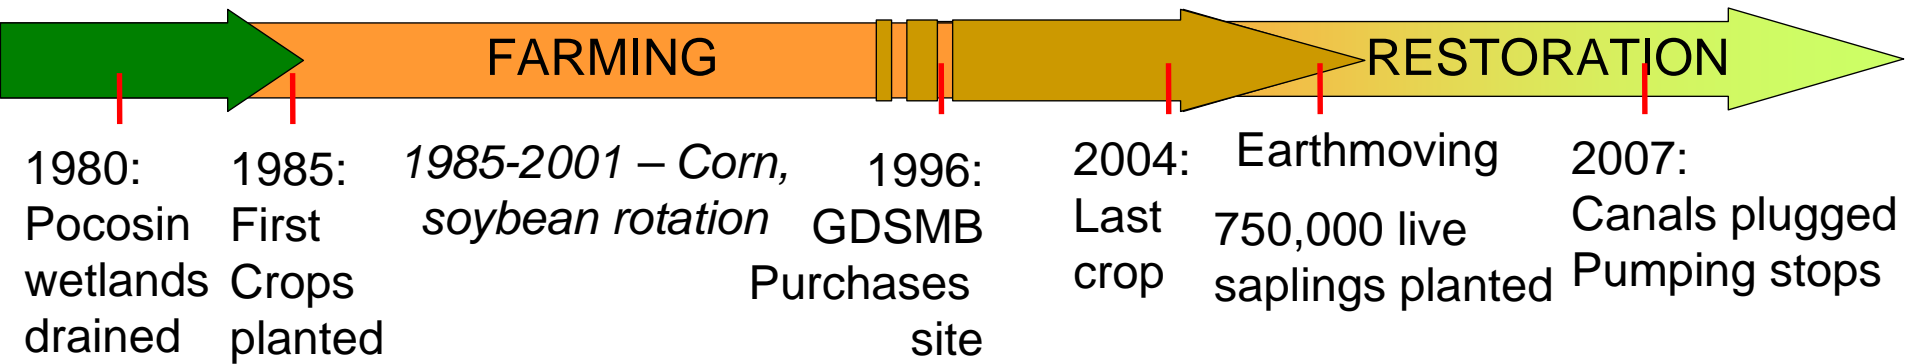 FARMING
RESTORATION
1980:
Pocosin
wetlands
drained
1985:
First
Crops
planted
1985-2001 – Corn,
soybean rotation
1996:
GDSMB
Purchases
site
2004:
Last
crop
Earthmoving
750,000 live
saplings planted
2007:
Canals plugged
Pumping stops